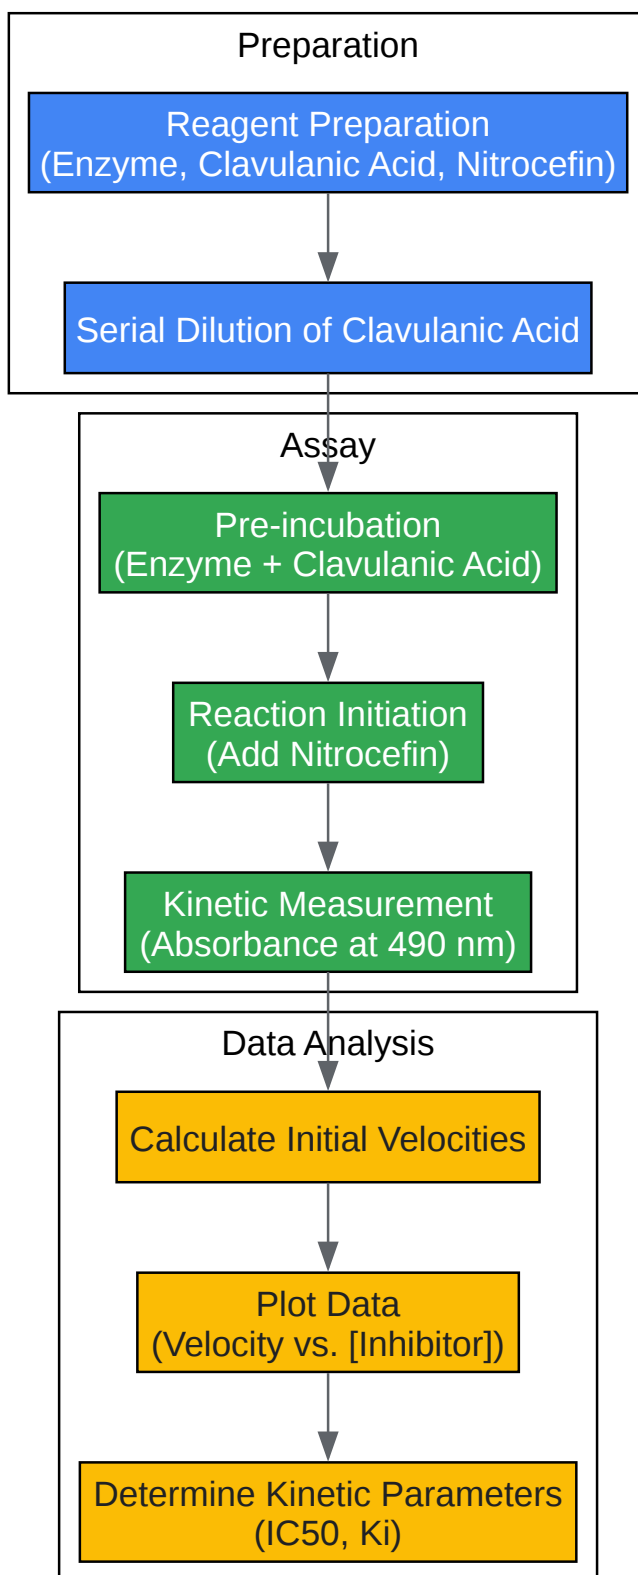 Preparation
Reagent Preparation
(Enzyme, Clavulanic Acid, Nitrocefin)
Serial Dilution of Clavulanic Acid
Assay
Pre-incubation
(Enzyme + Clavulanic Acid)
Reaction Initiation
(Add Nitrocefin)
Kinetic Measurement
(Absorbance at 490 nm)
Data Analysis
Calculate Initial Velocities
Plot Data
(Velocity vs. [Inhibitor])
Determine Kinetic Parameters
(IC50, Ki)